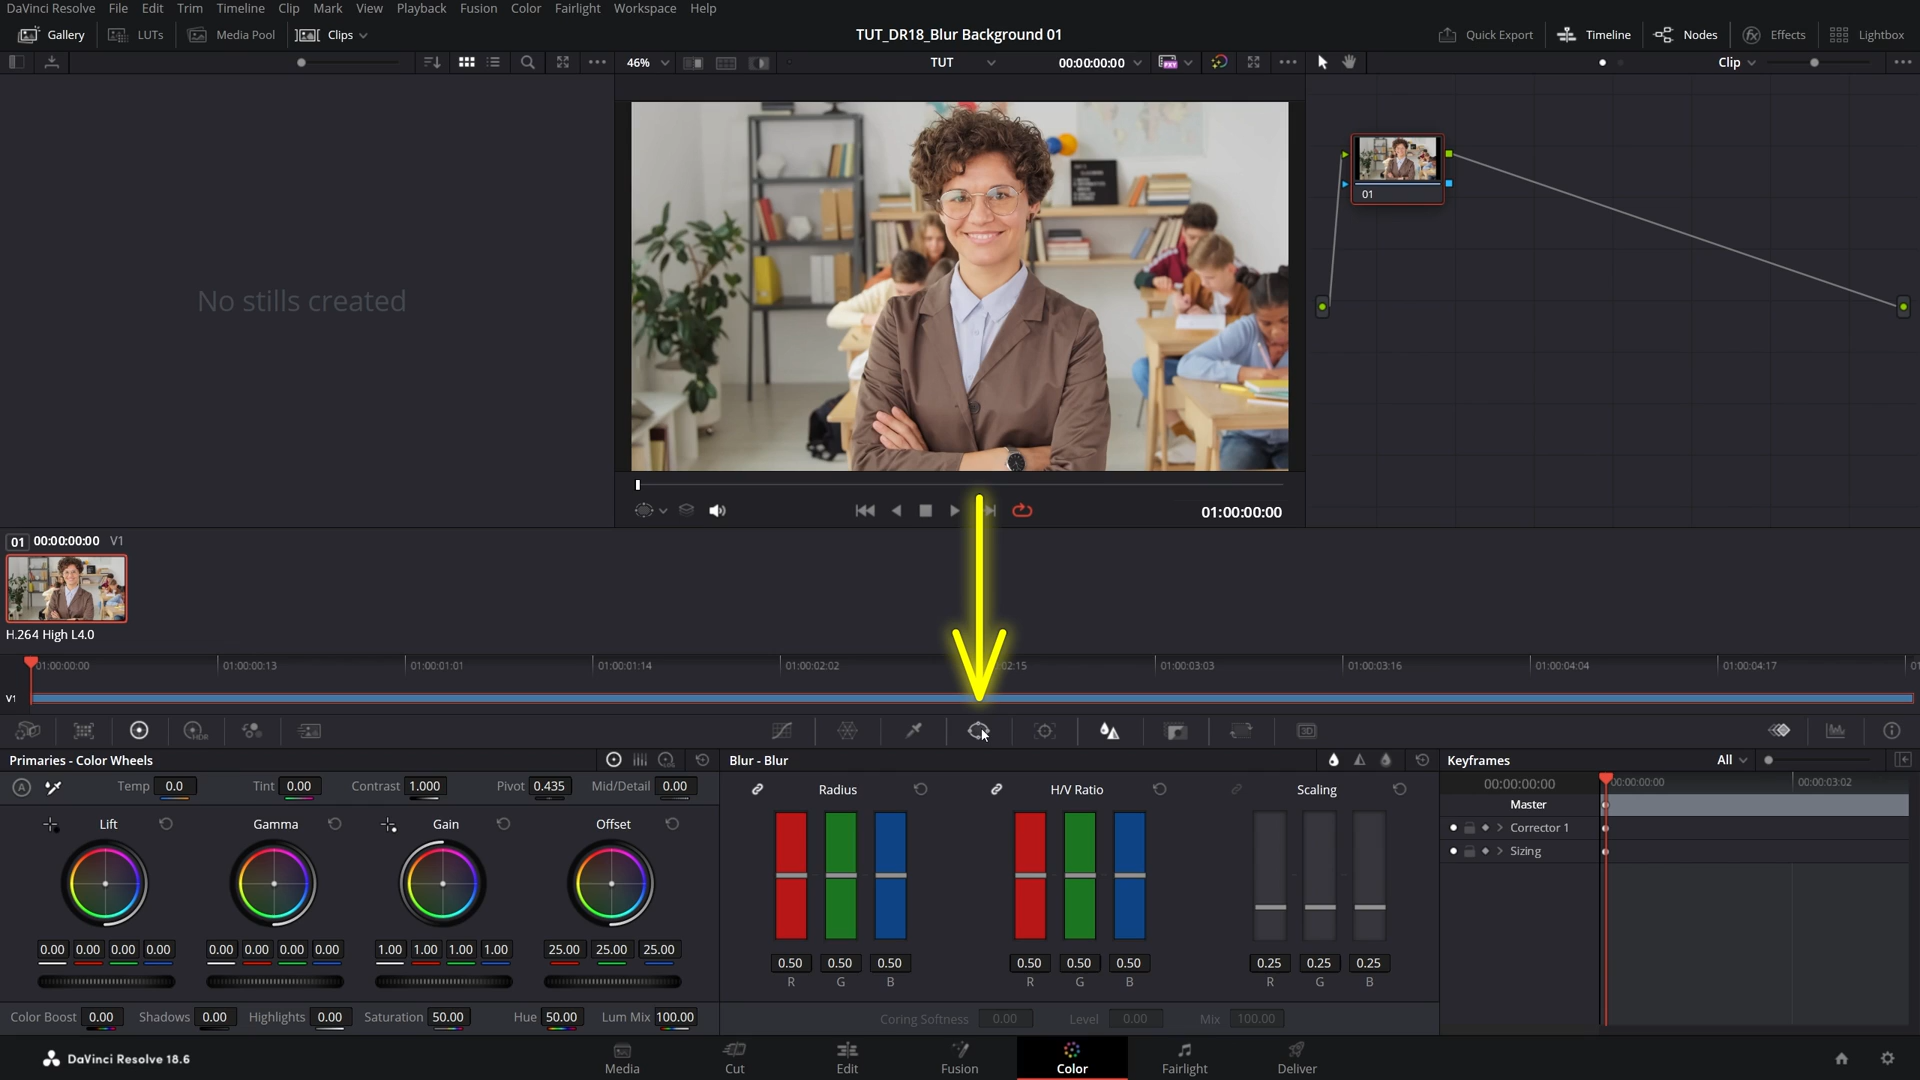 DaVinci Resolve File Edit Trim Timeline Clip Mark View Playback Fusion Color Fairlight Workspace Help
Gallery LUTs Media Pool Clips TUT_DR18_Blur Background 01 Quick Export Timeline Nodes Effects Lightbox
46% TUT 00:00:00:00 PXY Clip
No stills created
01
01:00:00:00
01 00:00:00:00 V1
H.264 High L4.0
01:00:00:00 01:00:00:13 01:00:01:01 01:00:01:14 01:00:02:02 02:15 01:00:03:03 01:00:03:16 01:00:04:04 01:00:04:17 01
V1
HDR 3D
Primaries - Color Wheels Blur - Blur Keyframes All
A Temp 0.0 Tint 0.00 Contrast 1.000 Pivot 0.435 Mid/Detail 0.00 Radius H/V Ratio Scaling 00:00:00:00 00:00:00:00 00:00:03:02
Master
Lift Gamma Gain Offset Corrector 1
Sizing
0.00 0.00 0.00 0.00 0.00 0.00 0.00 0.00 1.00 1.00 1.00 1.00 25.00 25.00 25.00
0.50 0.50 0.50 0.50 0.50 0.50 0.25 0.25 0.25
R G B R G B R G B
Color Boost 0.00 Shadows 0.00 Highlights 0.00 Saturation 50.00 Hue 50.00 Lum Mix 100.00 Coring Softness 0.00 Level 0.00 Mix 100.00
DaVinci Resolve 18.6 Media Cut Edit Fusion Color Fairlight Deliver